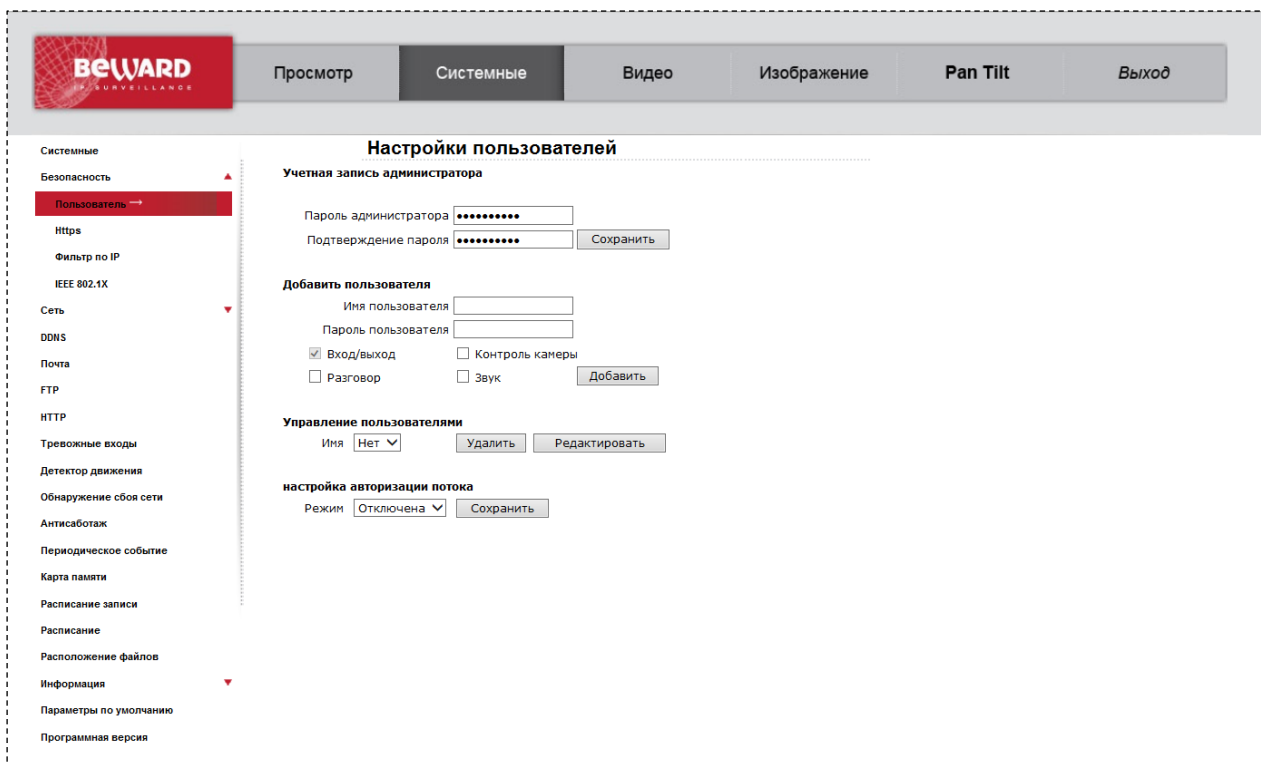 BEWARD
IP SURVEILLANCE
Просмотр
Системные
Видео
Изображение
Pan Tilt
Выход
Системные
Безопасность
Пользователь →
Https
Фильтр по IP
IEEE 802.1X
Сеть
DDNS
Почта
FTP
HTTP
Тревожные входы
Детектор движения
Обнаружение сбоя сети
Антисаботаж
Периодическое событие
Карта памяти
Расписание записи
Расписание
Расположение файлов
Информация
Параметры по умолчанию
Программная версия
Настройки пользователей
Учетная запись администратора
Пароль администратора ••••••••••
Подтверждение пароля •••••••••• Сохранить
Добавить пользователя
Имя пользователя
Пароль пользователя
Вход/выход Контроль камеры
Разговор Звук Добавить
Управление пользователями
Имя Нет Удалить Редактировать
настройка авторизации потока
Режим Отключена Сохранить